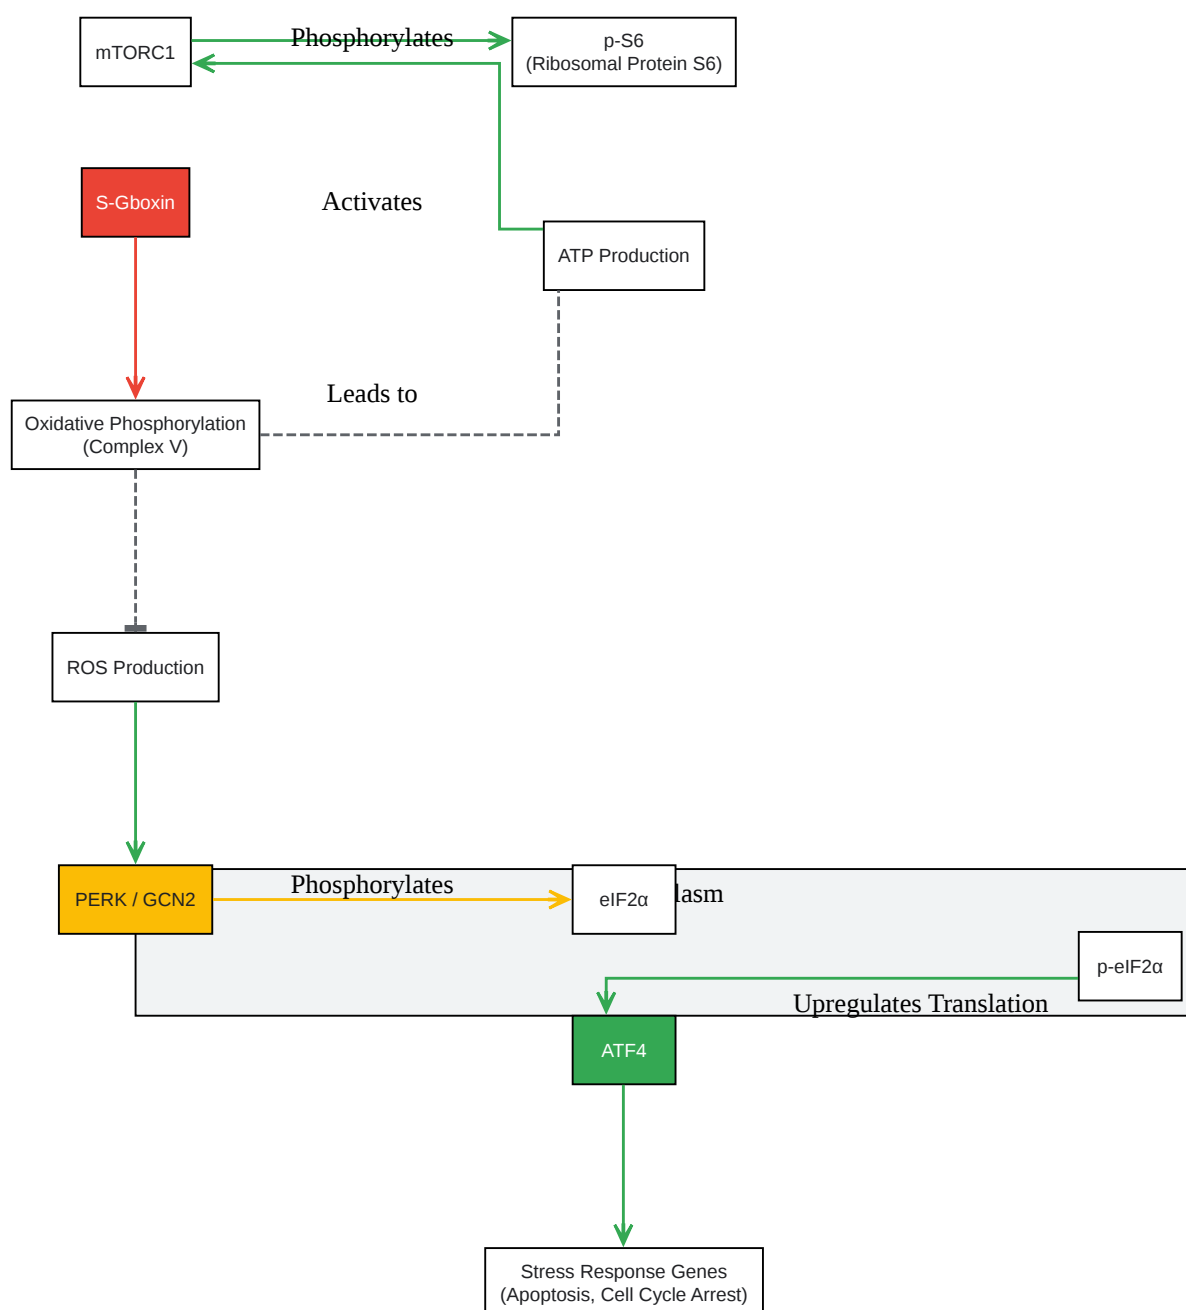 mTORC1
Phosphorylates
p-S6
(Ribosomal Protein S6)
S-Gboxin
Activates
ATP Production
Leads to
Oxidative Phosphorylation
(Complex V)
ROS Production
PERK / GCN2
Phosphorylates
eIF2α
lasm
p-eIF2α
Upregulates Translation
ATF4
Stress Response Genes
(Apoptosis, Cell Cycle Arrest)